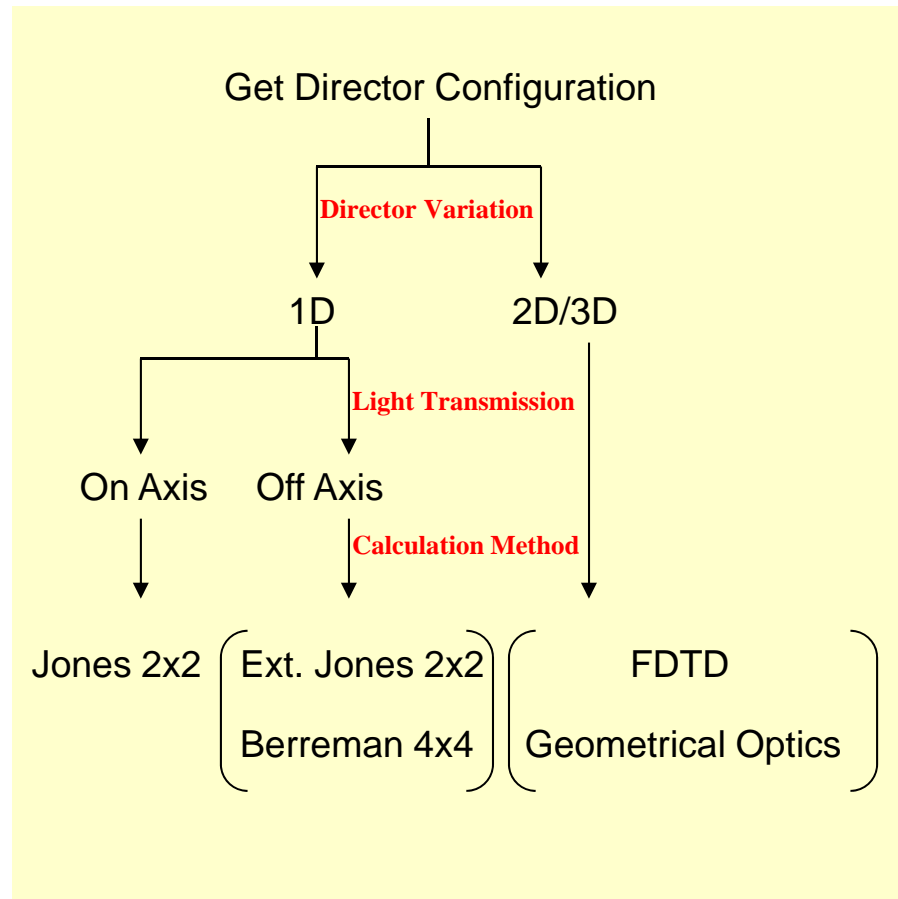 Get Director Configuration
Director Variation
1D 2D/3D
Light Transmission
On Axis Off Axis
Calculation Method
Jones 2x2 Ext. Jones 2x2 FDTD
Berreman 4x4 Geometrical Optics